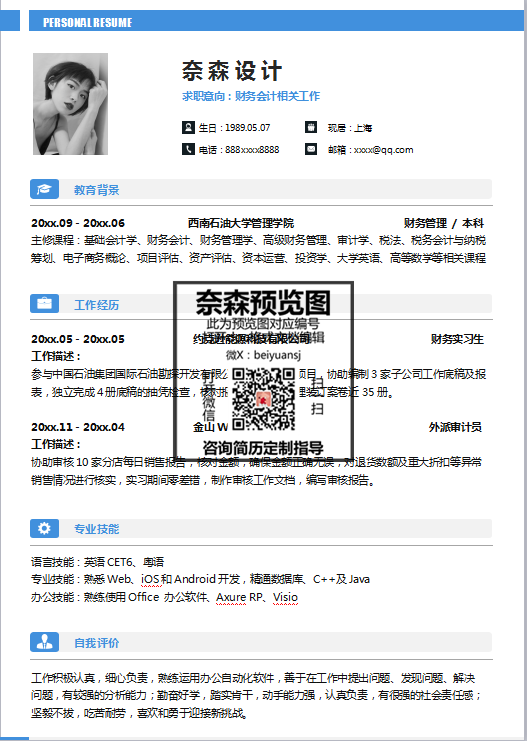 PERSONAL RESUME
奈森设计
求职意向：财务会计相关工作
生日：1989.05.07 现居：上海
电话：888xxxx8888 邮箱：xxxx@qq.com
教育背景
20xx.09 - 20xx.06 西南石油大学管理学院 财务管理 / 本科
主修课程：基础会计学、财务会计、财务管理学、高级财务管理、审计学、税法、税务会计与纳税
筹划、电子商务概论、项目评估、资产评估、资本运营、投资学、大学英语、高等数学等相关课程
工作经历
奈森预览图
此为预览图对应编号
20xx.05 - 20xx.05 财务实习生
微X：beiyuansj
工作描述：
参与中国石油集团国际石油勘探开发有限 项目，协助编制 3 家子公司工作底稿及报
表，独立完成 4 册底稿的抽凭检查，核对 订案卷近 35 册。
微信
扫一扫
20xx.11 - 20xx.04 金山 W 外派审计员
咨询简历定制指导
工作描述：
协助审核 10 家分店每日销售报告，核对金额，确保金额正确无误；对退货数额及重大折扣等异常
销售情况进行核实，实习期间零差错，制作审核工作文档，编写审核报告。
专业技能
语言技能：英语 CET6、粤语
专业技能：熟悉 Web、iOS 和 Android 开发，精通数据库、C++及 Java
办公技能：熟练使用 Office 办公软件、Axure RP、Visio
自我评价
工作积极认真，细心负责，熟练运用办公自动化软件，善于在工作中提出问题、发现问题、解决
问题，有较强的分析能力；勤奋好学，踏实肯干，动手能力强，认真负责，有很强的社会责任感；
坚毅不拔，吃苦耐劳，喜欢和勇于迎接新挑战。